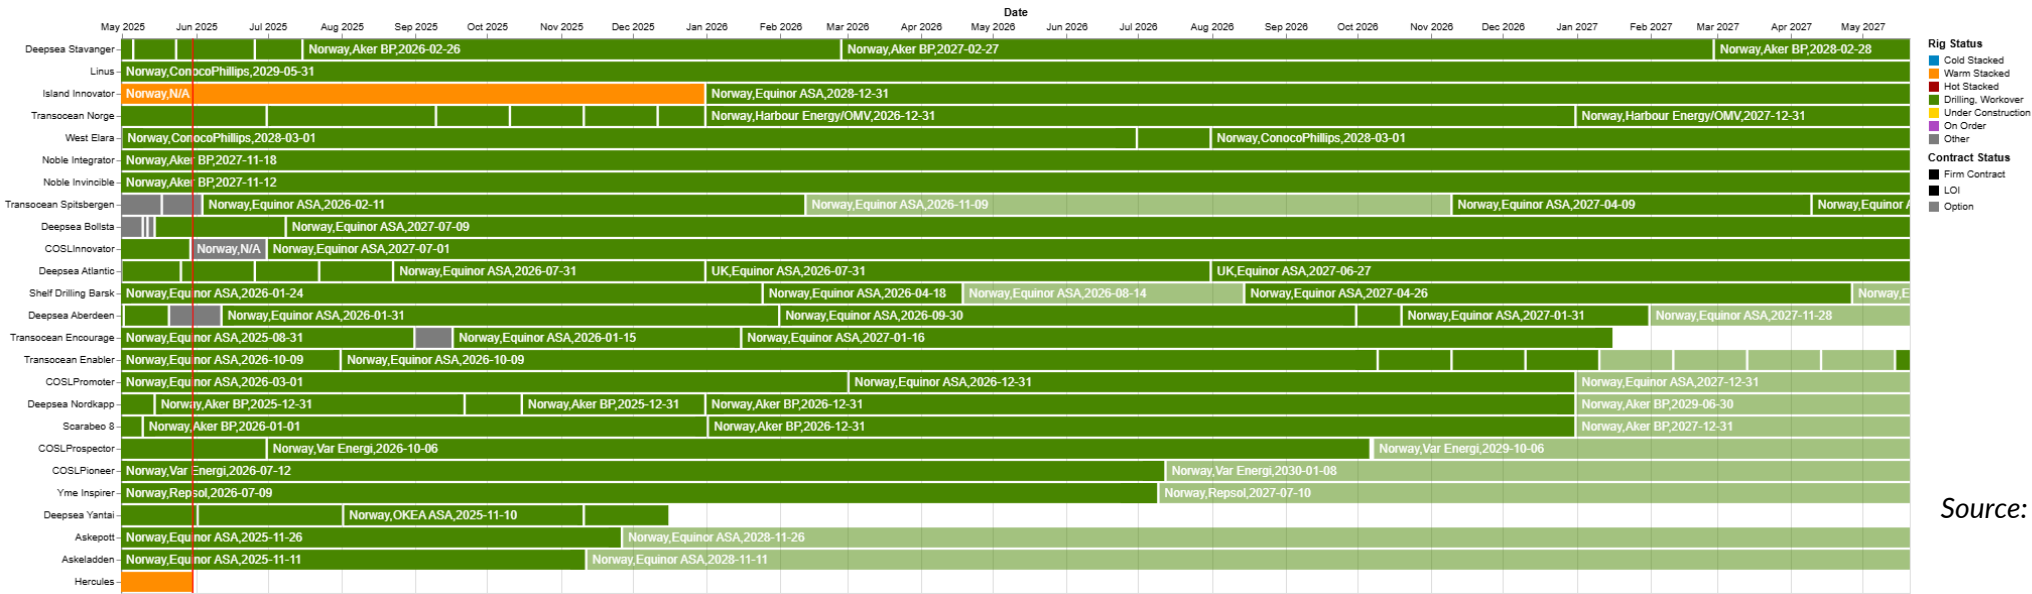 Date
May 2025 Jun 2025 Jul 2025 Aug 2025 Sep 2025 Oct 2025 Nov 2025 Dec 2025 Jan 2026 Feb 2026 Mar 2026 Apr 2026 May 2026 Jun 2026 Jul 2026 Aug 2026 Sep 2026 Oct 2026 Nov 2026 Dec 2026 Jan 2027 Feb 2027 Mar 2027 Apr 2027 May 2027
Deepsea Stavanger Norway,Aker BP,2026-02-26 Norway,Aker BP,2027-02-27 Norway,Aker BP,2028-02-28
Linus Norway,ConocoPhillips,2029-05-31
Island Innovator Norway,N/A Norway,Equinor ASA,2028-12-31
Transocean Norge Norway,Harbour Energy/OMV,2026-12-31 Norway,Harbour Energy/OMV,2027-12-31
West Elara Norway,ConocoPhillips,2028-03-01 Norway,ConocoPhillips,2028-03-01
Noble Integrator Norway,Aker BP,2027-11-18
Noble Invincible Norway,Aker BP,2027-11-12
Transocean Spitsbergen Norway,Equinor ASA,2026-02-11 Norway,Equinor ASA,2026-11-09 Norway,Equinor ASA,2027-04-09 Norway,Equinor A
Deepsea Bollsta Norway,Equinor ASA,2027-07-09
COSLInnovator Norway,N/A Norway,Equinor ASA,2027-07-01
Deepsea Atlantic Norway,Equinor ASA,2026-07-31 UK,Equinor ASA,2026-07-31 UK,Equinor ASA,2027-06-27
Shelf Drilling Barsk Norway,Equinor ASA,2026-01-24 Norway,Equinor ASA,2026-04-18 Norway,Equinor ASA,2026-08-14 Norway,Equinor ASA,2027-04-26 Norway,E
Deepsea Aberdeen Norway,Equinor ASA,2026-01-31 Norway,Equinor ASA,2026-09-30 Norway,Equinor ASA,2027-01-31 Norway,Equinor ASA,2027-11-28
Transocean Encourage Norway,Equinor ASA,2025-08-31 Norway,Equinor ASA,2026-01-15 Norway,Equinor ASA,2027-01-16
Transocean Enabler Norway,Equinor ASA,2026-10-09 Norway,Equinor ASA,2026-10-09
COSLPromoter Norway,Equinor ASA,2026-03-01 Norway,Equinor ASA,2026-12-31 Norway,Equinor ASA,2027-12-31
Deepsea Nordkapp Norway,Aker BP,2025-12-31 Norway,Aker BP,2025-12-31 Norway,Aker BP,2026-12-31 Norway,Aker BP,2029-06-30
Scarabeo 8 Norway,Aker BP,2026-01-01 Norway,Aker BP,2026-12-31 Norway,Aker BP,2027-12-31
COSLProspector Norway,Var Energi,2026-10-06 Norway,Var Energi,2029-10-06
COSLPioneer Norway,Var Energi,2026-07-12 Norway,Var Energi,2030-01-08
Yme Inspirer Norway,Repsol,2026-07-09 Norway,Repsol,2027-07-10
Deepsea Yantai Norway,OKEA ASA,2025-11-10
Askepott Norway,Equinor ASA,2025-11-26 Norway,Equinor ASA,2028-11-26
Askeladden Norway,Equinor ASA,2025-11-11 Norway,Equinor ASA,2028-11-11
Hercules
Rig Status
Cold Stacked
Warm Stacked
Hot Stacked
Drilling, Workover
Under Construction
On Order
Other
Contract Status
Firm Contract
LOI
Option
Source: